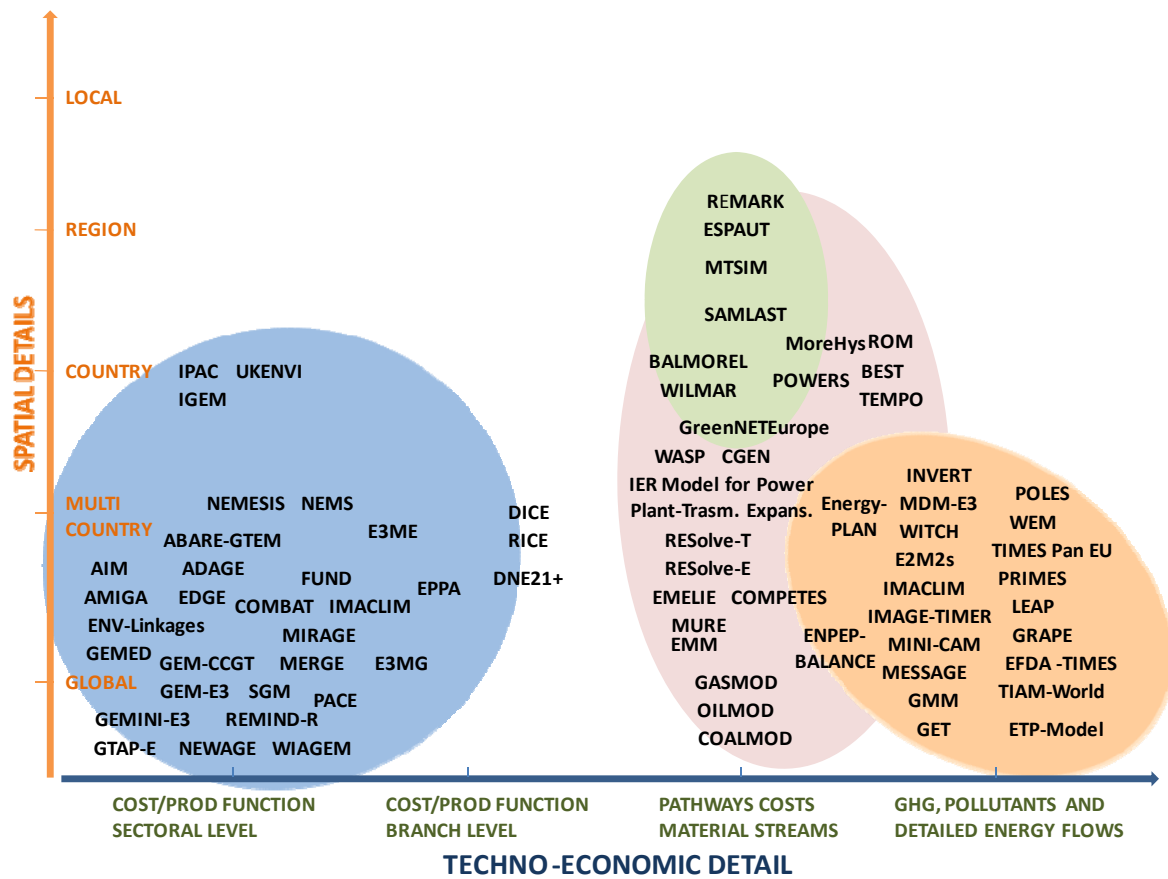 LOCAL
REGION
COUNTRY
MULTI
COUNTRY
GLOBAL
SPATIAL DETAILS
IPAC UKENVI
IGEM
NEMESIS NEMS
E3ME
ABARE-GTEM
AIM ADAGE
FUND
EPPA
AMIGA EDGE
COMBAT IMACLIM
ENV-Linkages
MIRAGE
GEMED
GEM-CCGT MERGE E3MG
GEM-E3 SGM
PACE
GEMINI-E3 REMIND-R
GTAP-E NEWAGE WIAGEM
DICE
RICE
DNE21+
REMARK
ESPAUT
MTSIM
SAMLAST
MoreHys ROM
BALMOREL
POWERS BEST
WILMAR
TEMPO
GreenNETEurope
WASP CGEN
IER Model for Power
Plant-Trasm. Expans.
RESolve-T
RESolve-E
EMELIE COMPETES
MURE
EMM
GASMOD
OILMOD
COALMOD
Energy-
PLAN
ENPEP-
BALANCE
INVERT
MDM-E3
WITCH
E2M2s
IMACLIM
IMAGE-TIMER
MINI-CAM
MESSAGE
GMM
GET
POLES
WEM
TIMES Pan EU
PRIMES
LEAP
GRAPE
EFDA -TIMES
TIAM-World
ETP-Model
COST/PROD FUNCTION
SECTORAL LEVEL
COST/PROD FUNCTION
BRANCH LEVEL
PATHWAYS COSTS
MATERIAL STREAMS
GHG, POLLUTANTS AND
DETAILED ENERGY FLOWS
TECHNO -ECONOMIC DETAIL